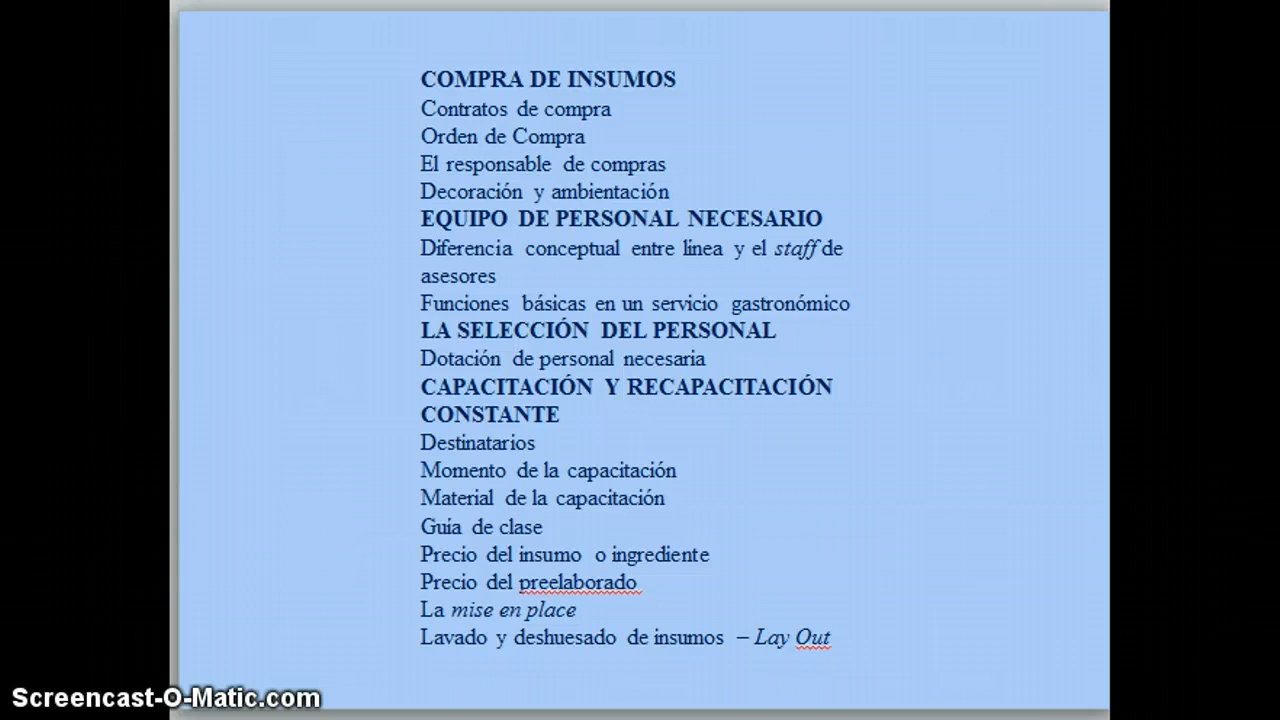 COMPRA DE INSUMOS
Contratos de compra
Orden de Compra
El responsable de compras
Decoración y ambientación
EQUIPO DE PERSONAL NECESARIO
Diferencia conceptual entre línea y el staff de
asesores
Funciones básicas en un servicio gastronómico
LA SELECCIÓN DEL PERSONAL
Dotación de personal necesaria
CAPACITACIÓN Y RECAPACITACIÓN
CONSTANTE
Destinatarios
Momento de la capacitación
Material de la capacitación
Guía de clase
Precio del insumo o ingrediente
Precio del preelaborado
La mise en place
Lavado y deshuesado de insumos – Lay Out
Screencast-O-Matic.com